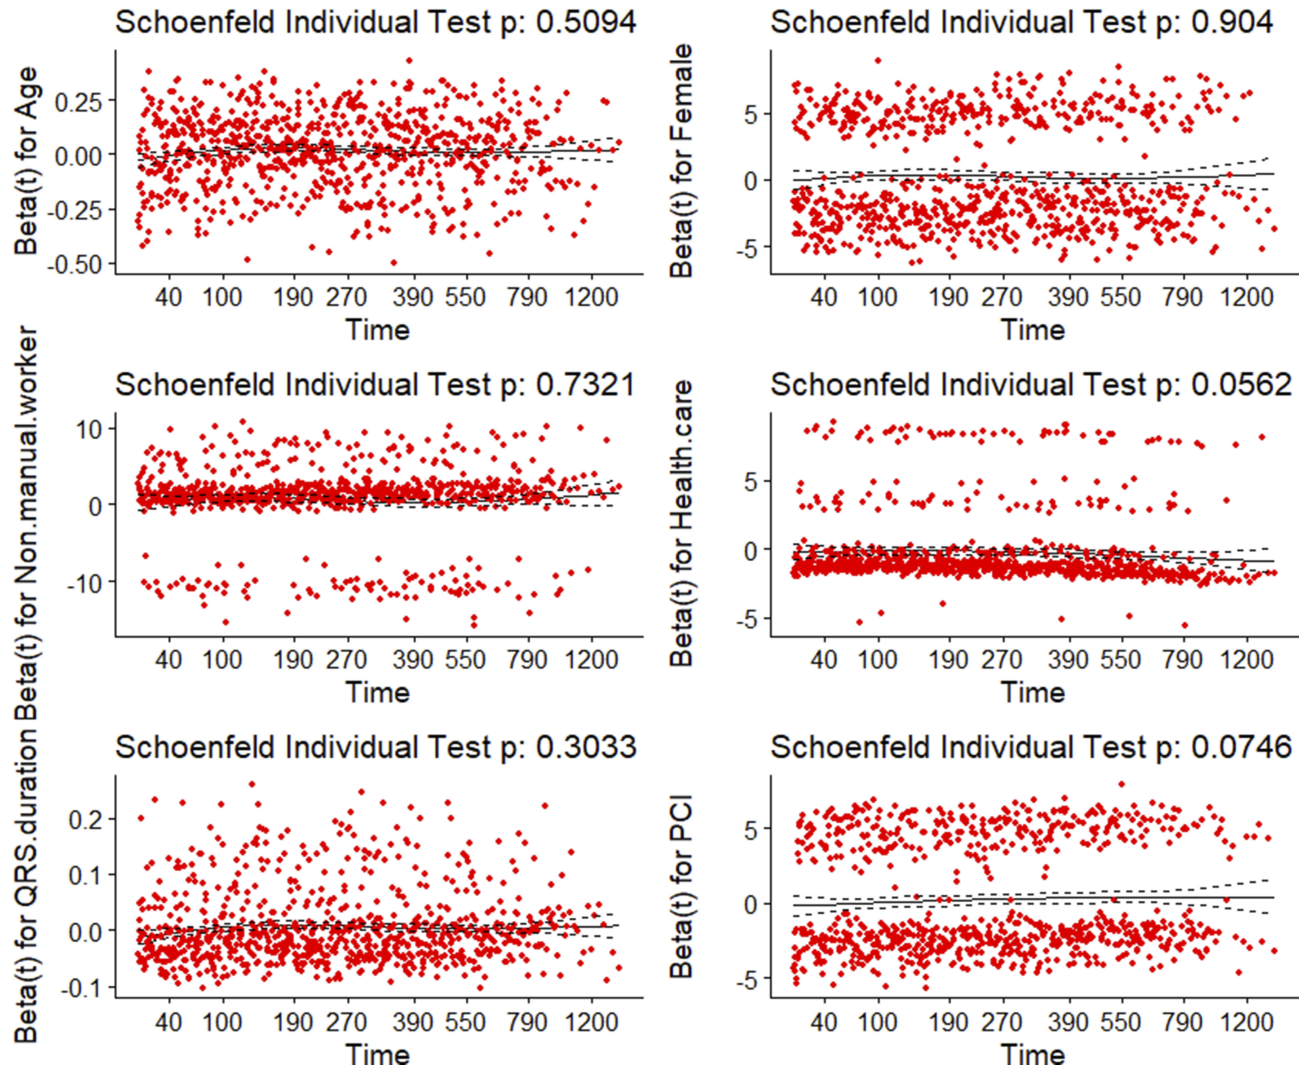 Schoenfeld Individual Test p: 0.5094
Beta(t) for Age
0.25
0.00
-0.25
-0.50
40 100 190 270 390 550 790 1200
Time
Schoenfeld Individual Test p: 0.904
Beta(t) for Female
5
0
-5
40 100 190 270 390 550 790 1200
Time
Schoenfeld Individual Test p: 0.7321
Beta(t) for Non.manual.worker
10
0
-10
40 100 190 270 390 550 790 1200
Time
Schoenfeld Individual Test p: 0.0562
Beta(t) for Health.care
5
0
-5
40 100 190 270 390 550 790 1200
Time
Schoenfeld Individual Test p: 0.3033
Beta(t) for QRS.duration
0.2
0.1
0.0
-0.1
40 100 190 270 390 550 790 1200
Time
Schoenfeld Individual Test p: 0.0746
Beta(t) for PCI
5
0
-5
40 100 190 270 390 550 790 1200
Time